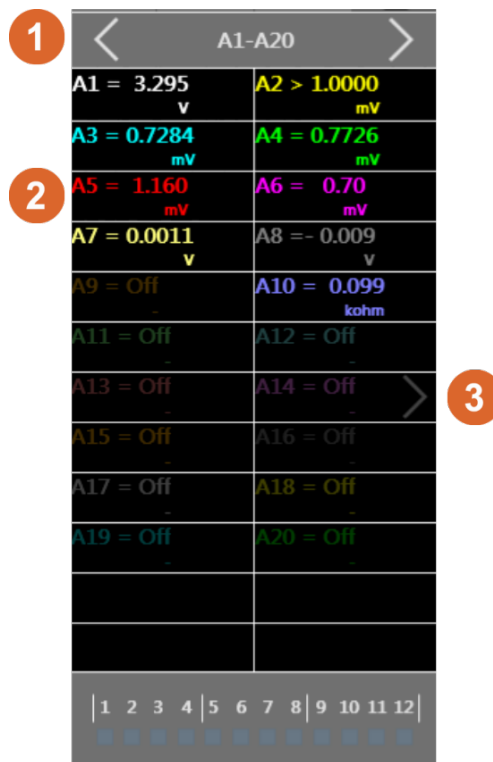 1
A1-A20
A1 = 3.295 V
A2 > 1.0000 mV
A3 = 0.7284 mV
A4 = 0.7726 mV
2
A5 = 1.160 mV
A6 = 0.70 mV
A7 = 0.0011 V
A8 =- 0.009 V
A9 = Off -
A10 = 0.099 kohm
A11 = Off -
A12 = Off -
A13 = Off -
A14 = Off -
3
A15 = Off -
A16 = Off -
A17 = Off -
A18 = Off -
A19 = Off -
A20 = Off -
1 2 3 4 5 6 7 8 9 10 11 12